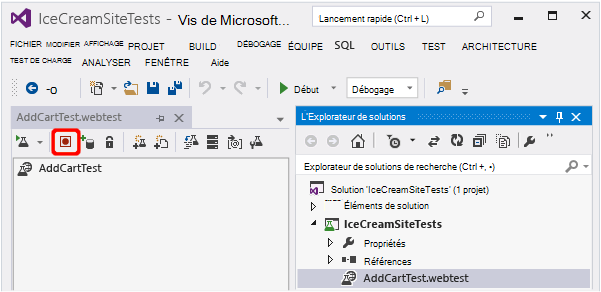 IceCreamSiteTests - Vis de Microsoft...
Lancement rapide (Ctrl + L)
FICHIER MODIFIER AFFICHAGE PROJET BUILD DÉBOGAGE ÉQUIPE SQL OUTILS TEST ARCHITECTURE
TEST DE CHARGE ANALYSER FENÊTRE Aide
-o Début Débogage
AddCartTest.webtest
AddCartTest
L'Explorateur de solutions
Explorateur de solutions de recherche (Ctrl +, •)
Solution 'IceCreamSiteTests' (1 projet)
Éléments de solution
IceCreamSiteTests
Propriétés
Références
AddCartTest.webtest